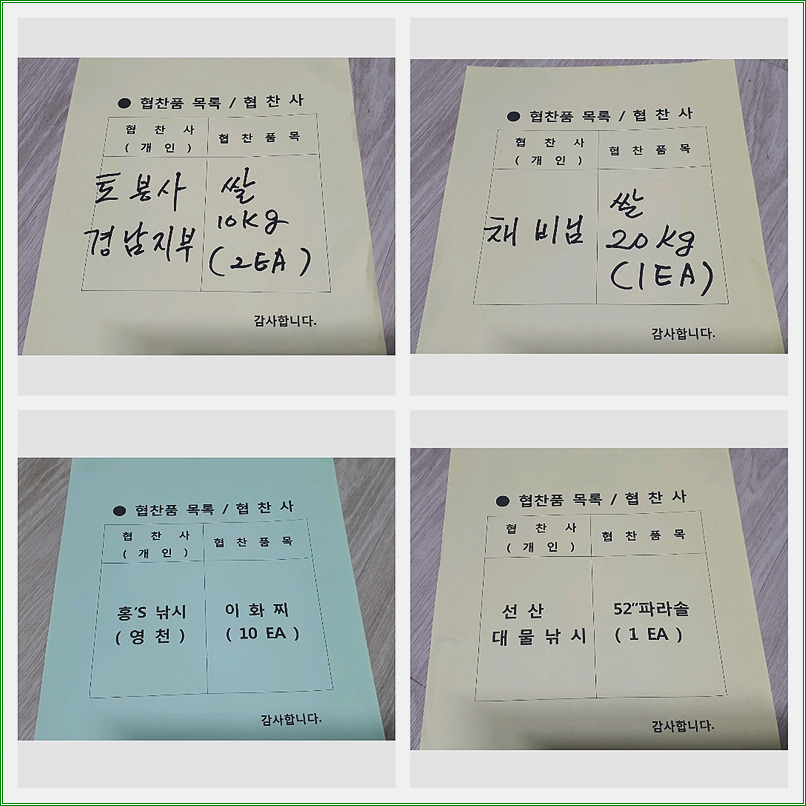 ● 협찬품 목록 / 협 찬 사
협 찬 사
( 개 인 )
협 찬 품 목
토봉사
경남지부
쌀
10Kg
(2EA)
감사합니다.
● 협찬품 목록 / 협 찬 사
협 찬 사
( 개 인 )
협 찬 품 목
채비님
쌀
20Kg
(1EA)
감사합니다.
● 협찬품 목록 / 협 찬 사
협 찬 사
( 개 인 )
협 찬 품 목
홍'S 낚시
( 영 천 )
이 화 찌
( 10 EA )
감사합니다.
● 협찬품 목록 / 협 찬 사
협 찬 사
( 개 인 )
협 찬 품 목
선 산
대 물 낚 시
52"파라솔
( 1 EA )
감사합니다.